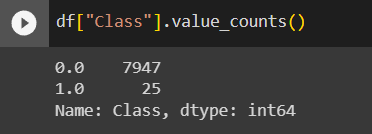 df["Class"].value_counts()
0.0    7947
1.0      25
Name: Class, dtype: int64